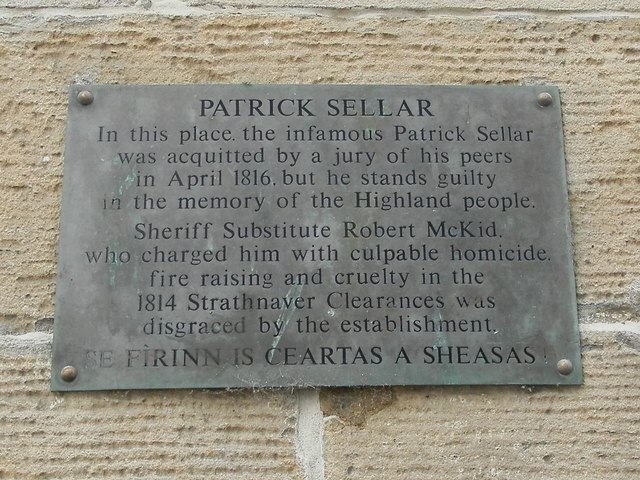 PATRICK SELLAR
In this place, the infamous Patrick Sellar
was acquitted by a jury of his peers
in April 1816, but he stands guilty
in the memory of the Highland people.
Sheriff Substitute Robert McKid,
who charged him with culpable homicide,
fire raising and cruelty in the
1814 Strathnaver Clearances was
disgraced by the establishment.
SE FÌRINN IS CEARTAS A SHEASAS !